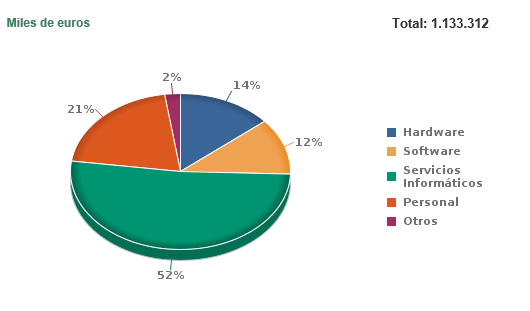 Miles de euros
Total: 1.133.312
2%
14%
21%
12%
52%
Hardware
Software
Servicios
Informáticos
Personal
Otros